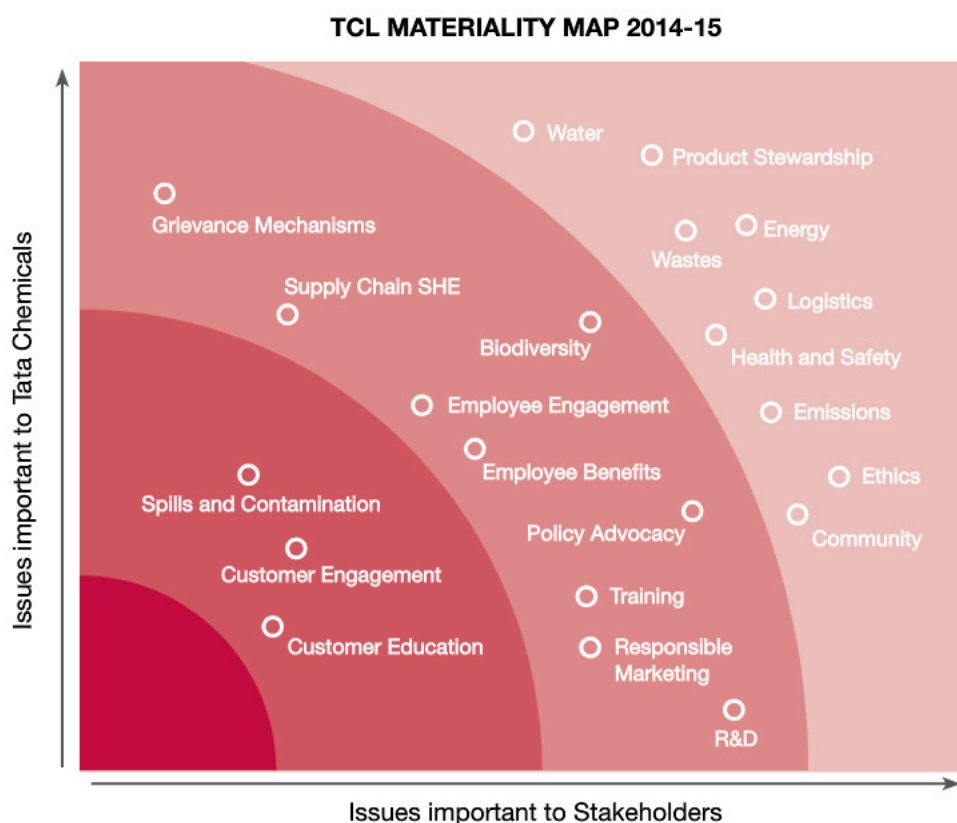 TCL MATERIALITY MAP 2014-15
Issues important to Tata Chemicals
Water
Product Stewardship
Grievance Mechanisms
Energy
Wastes
Supply Chain SHE
Logistics
Biodiversity
Health and Safety
Employee Engagement
Emissions
Employee Benefits
Ethics
Spills and Contamination
Policy Advocacy
Community
Customer Engagement
Training
Customer Education
Responsible
Marketing
R&D
Issues important to Stakeholders